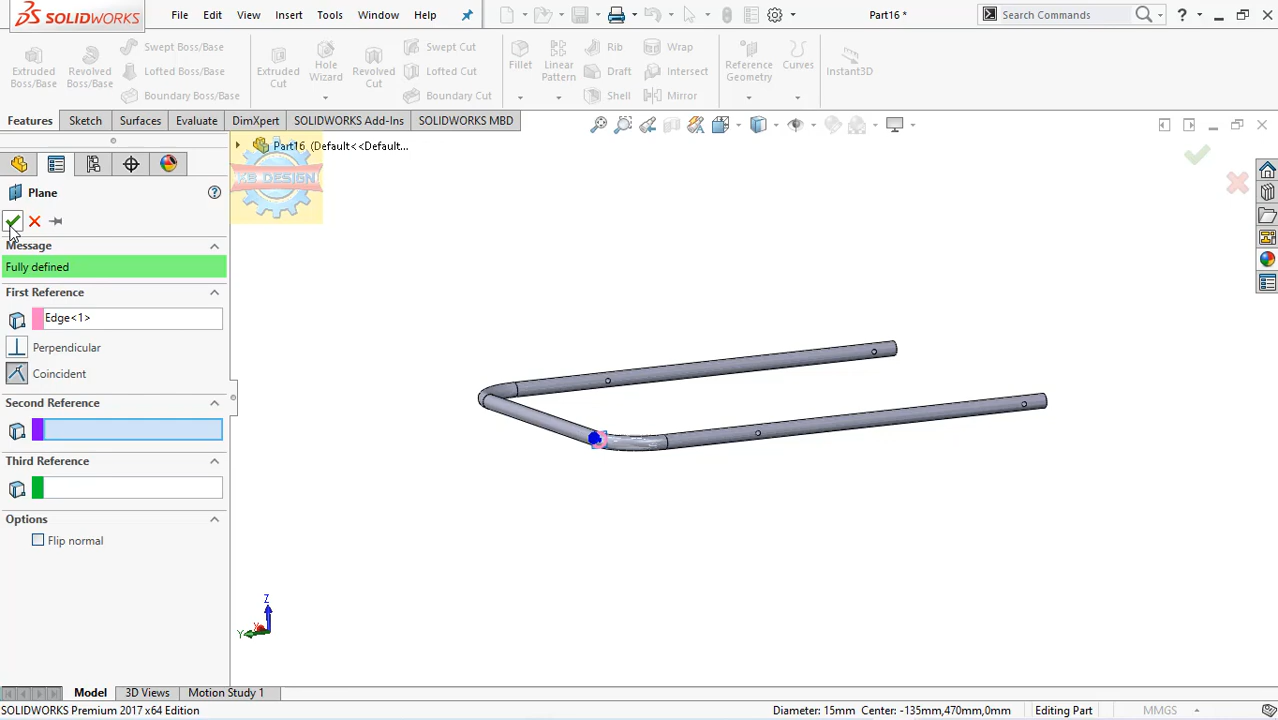 SOLIDWORKS File Edit View Insert Tools Window Help Part16 * Search Commands ?
Extruded Boss/Base Revolved Boss/Base Swept Boss/Base Lofted Boss/Base Boundary Boss/Base Extruded Cut Hole Wizard Revolved Cut Swept Cut Lofted Cut Boundary Cut Fillet Linear Pattern Rib Draft Shell Wrap Intersect Mirror Reference Geometry Curves Instant3D
Features Sketch Surfaces Evaluate DimXpert SOLIDWORKS Add-Ins SOLIDWORKS MBD
Part16 (Default<<Default...
KB DESIGN
Plane
Message
Fully defined
First Reference
Edge<1>
Perpendicular
Coincident
Second Reference
Third Reference
Options
Flip normal
Z
Y X
Model 3D Views Motion Study 1
SOLIDWORKS Premium 2017 x64 Edition Diameter: 15mm Center: -135mm,470mm,0mm Editing Part MMGS